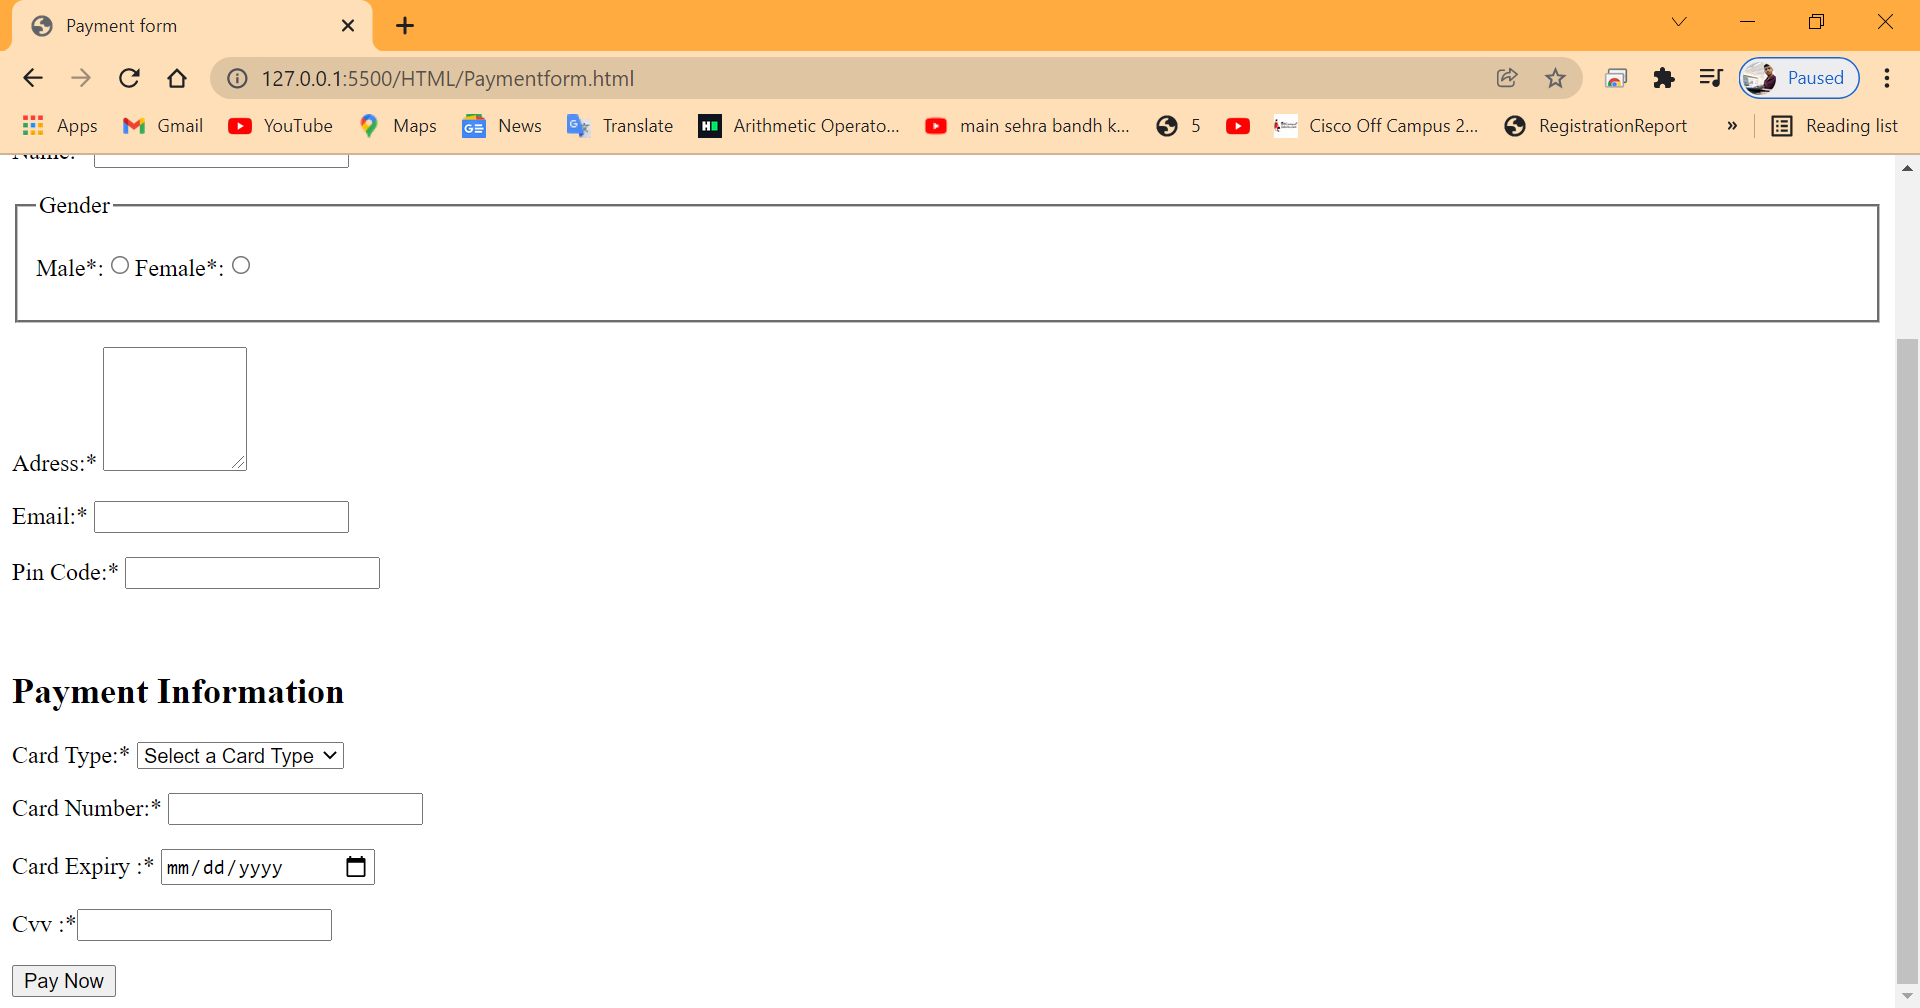 Payment form
127.0.0.1:5500/HTML/Paymentform.html
Paused
Apps Gmail YouTube Maps News Translate Arithmetic Operato... main sehra bandh k... 5 Cisco Off Campus 2... RegistrationReport » Reading list
Gender
Male*: Female*:
Adress:*
Email:*
Pin Code:*
Payment Information
Card Type:* Select a Card Type
Card Number:*
Card Expiry :* mm/dd/yyyy
Cvv :*
Pay Now